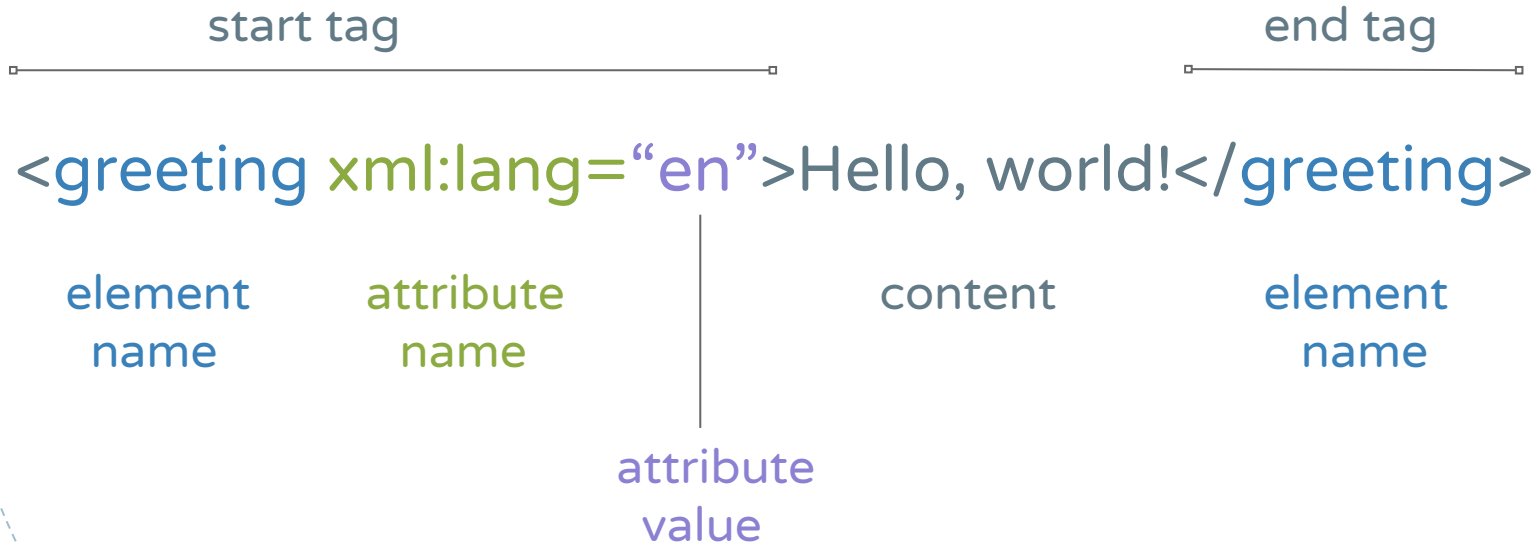 start tag end tag
<greeting xml:lang=“en”>Hello, world!</greeting>
element attribute content element
name name name
attribute
value